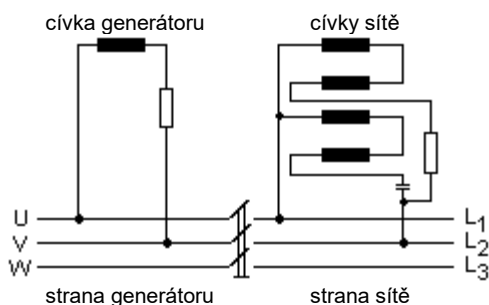 cívka generátoru
cívky sítě
U
V
W
L1
L2
L3
strana generátoru
strana sítě